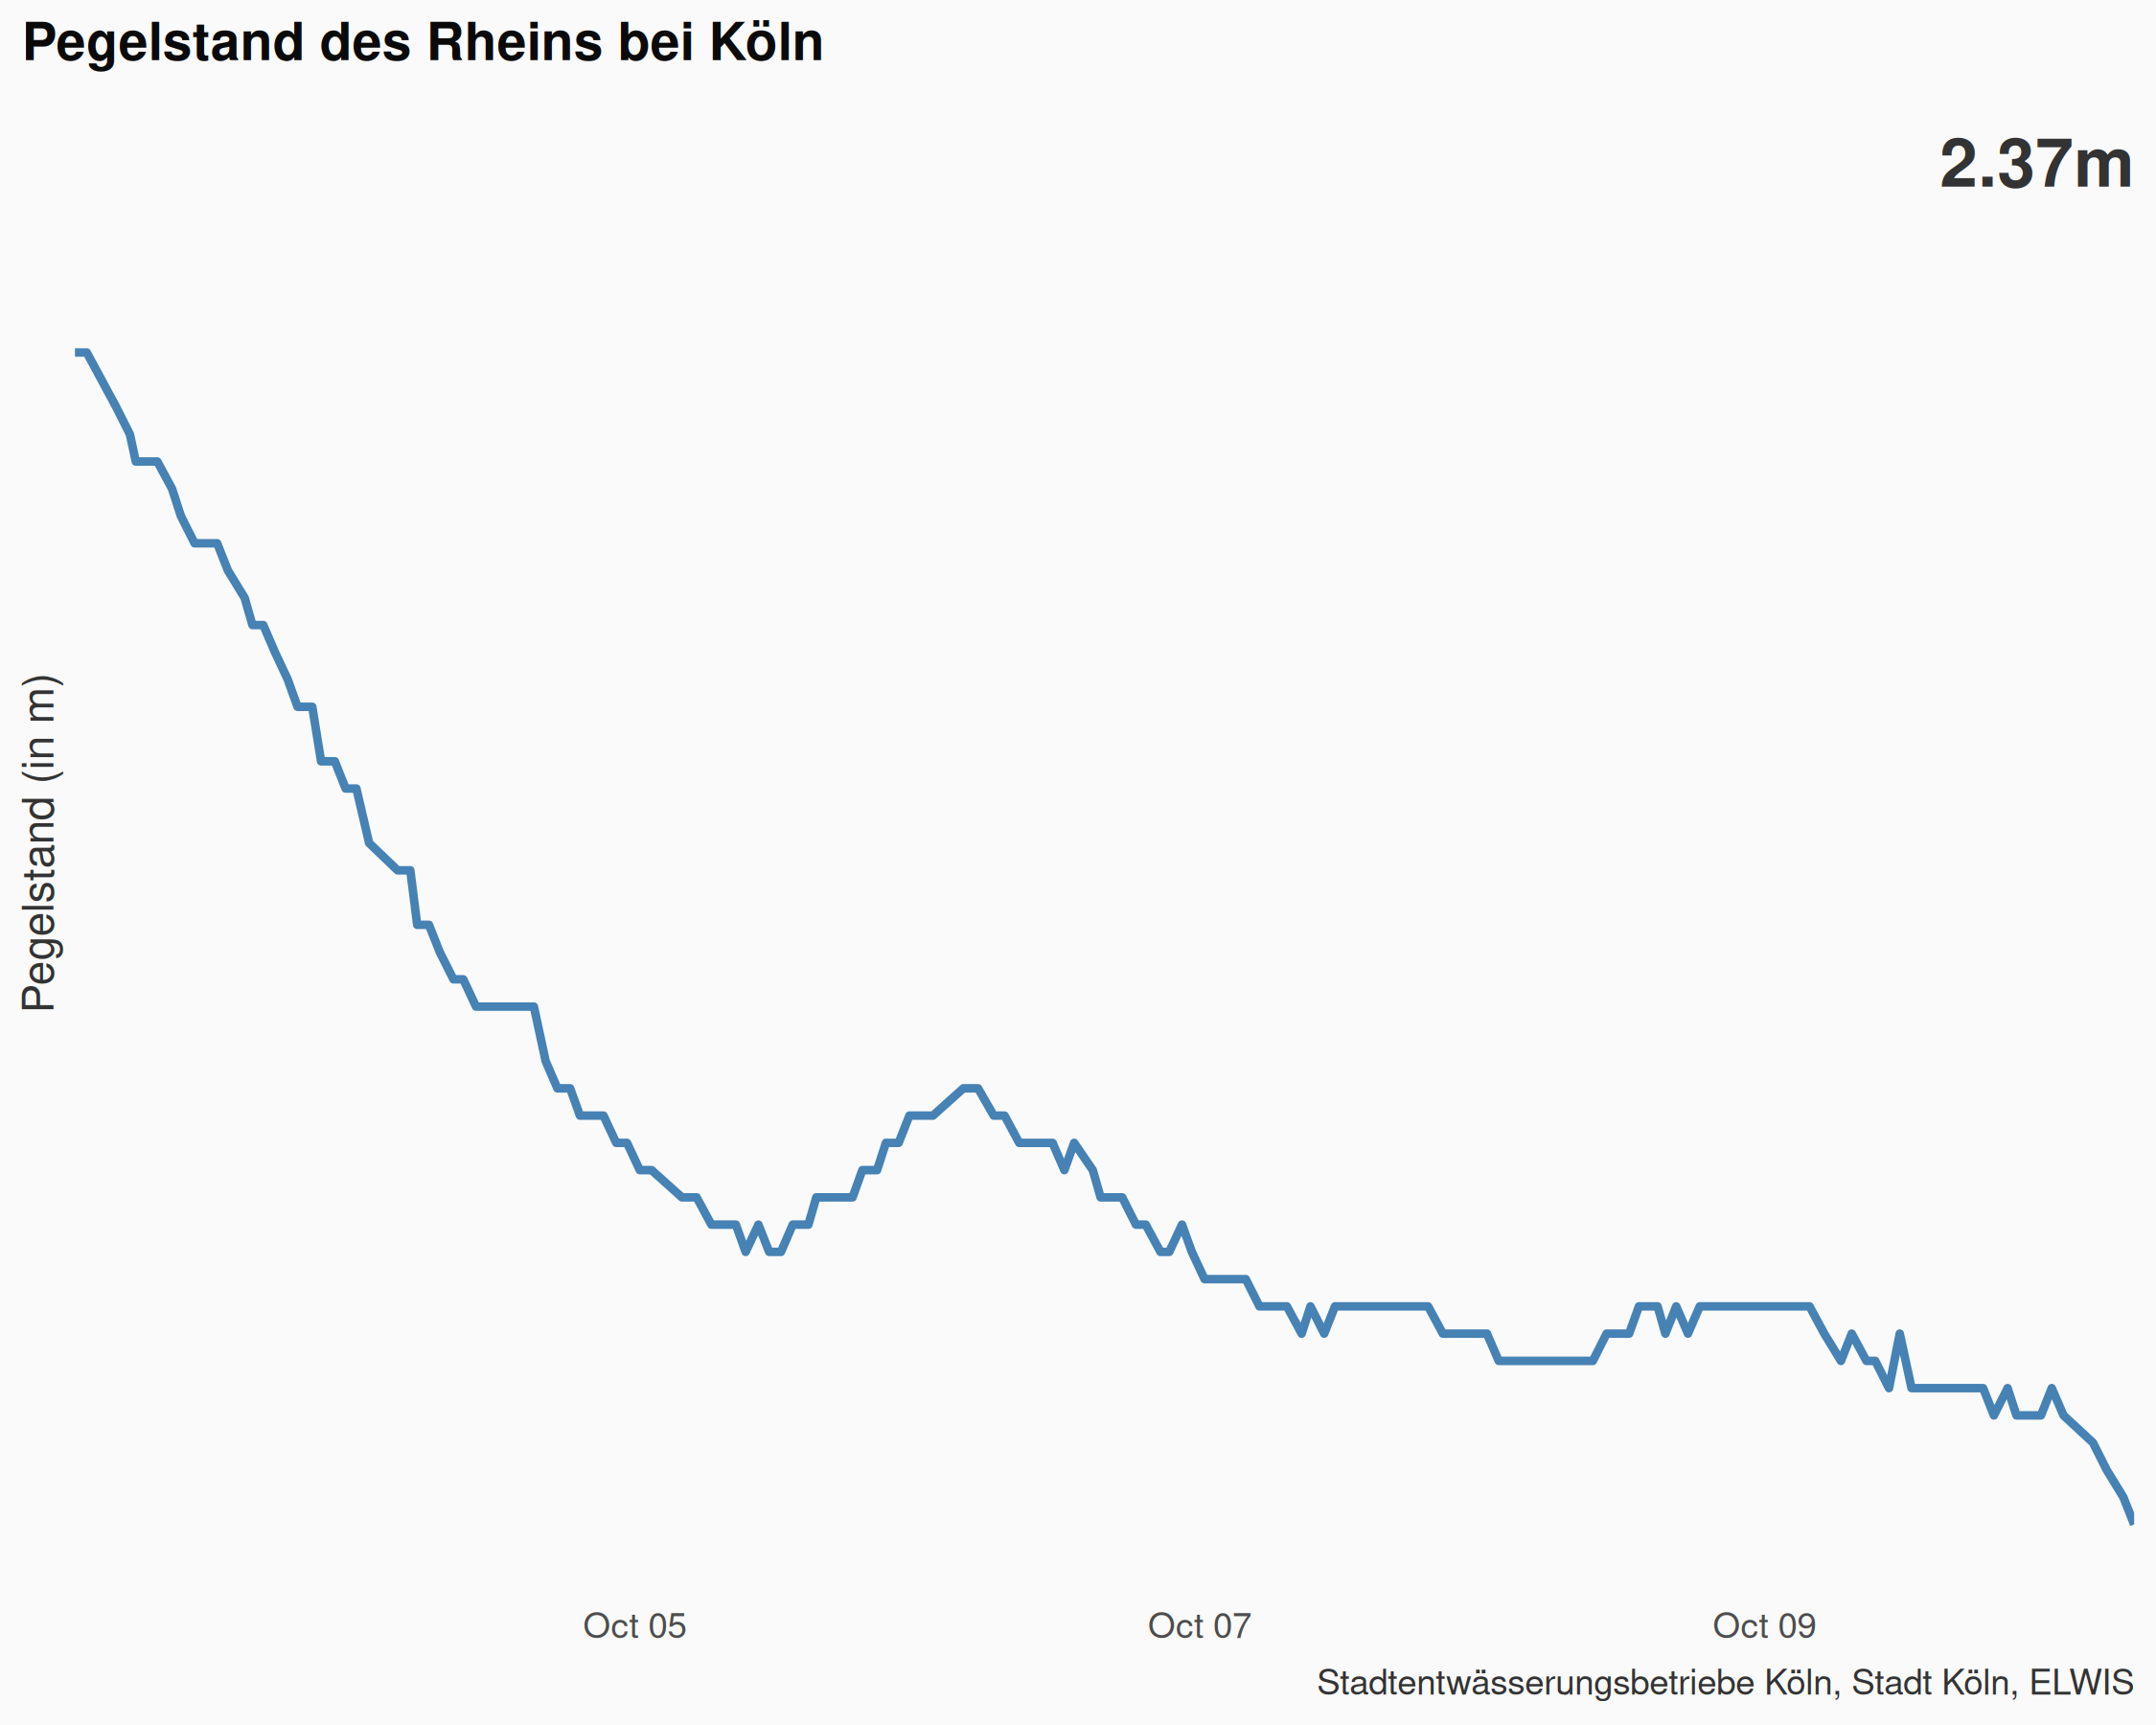 Pegelstand des Rheins bei Köln
2.37m
Pegelstand (in m)
Oct 05 Oct 07 Oct 09
Stadtentwässerungsbetriebe Köln, Stadt Köln, ELWIS